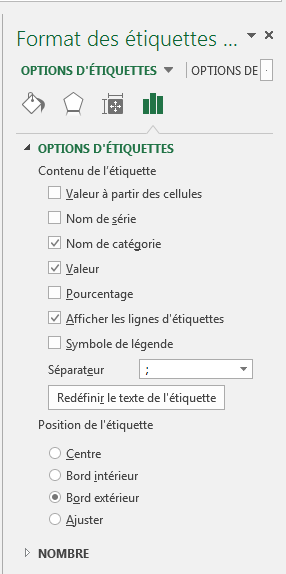 Format des étiquettes ...
OPTIONS D'ÉTIQUETTES OPTIONS DE
OPTIONS D'ÉTIQUETTES
Contenu de l'étiquette
Valeur à partir des cellules
Nom de série
Nom de catégorie
Valeur
Pourcentage
Afficher les lignes d'étiquettes
Symbole de légende
Séparateur ;
Redéfinir le texte de l'étiquette
Position de l'étiquette
Centre
Bord intérieur
Bord extérieur
Ajuster
NOMBRE